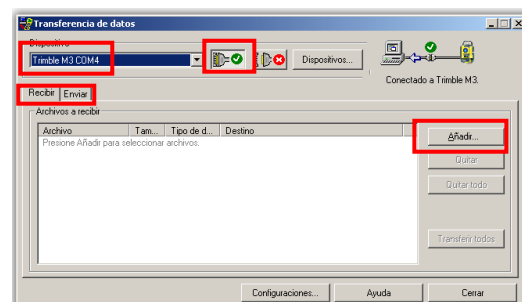 Transferencia de datos
Dispositivo
Trimble M3 COM4
Dispositivos...
Conectado a Trimble M3.
Recibir Enviar
Archivos a recibir
Archivo Tam... Tipo de d... Destino
Presione Añadir para seleccionar archivos.
Añadir...
Quitar
Quitar todo
Transferir todos
Configuraciones... Ayuda Cerrar